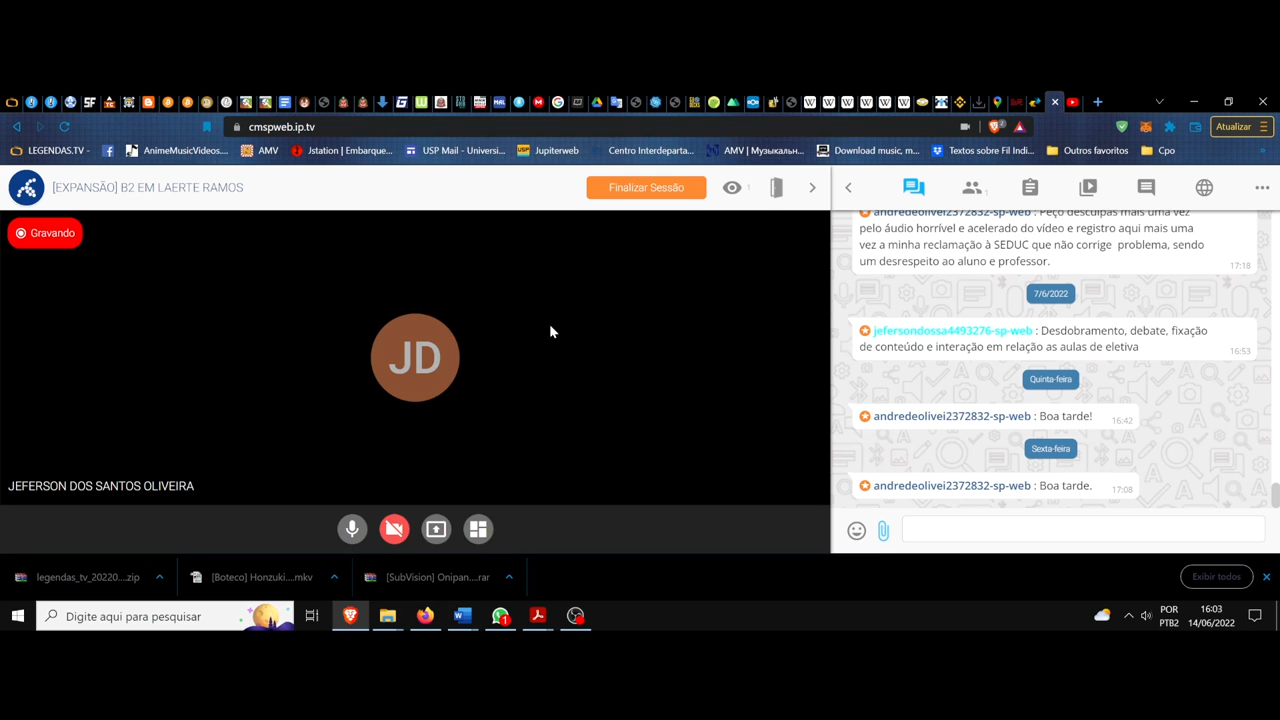 cmspweb.ip.tv
Atualizar
LEGENDAS.TV -
AnimeMusicVideos....
AMV
Jstation | Embarque...
USP Mail - Universi...
Jupiterweb
Centro Interdeparta...
AMV | Музыкальн...
Download music, m...
Textos sobre Fil Indi...
Outros favoritos
Cpo
[EXPANSÃO] B2 EM LAERTE RAMOS
Finalizar Sessão
1
1
Gravando
JD
JEFERSON DOS SANTOS OLIVEIRA
andredeolivei2372832-sp-web : Peço desculpas mais uma vez
pelo áudio horrível e acelerado do vídeo e registro aqui mais uma
vez a minha reclamação à SEDUC que não corrige problema, sendo
um desrespeito ao aluno e professor.
17:18
7/6/2022
jefersondossa4493276-sp-web : Desdobramento, debate, fixação
de conteúdo e interação em relação as aulas de eletiva
16:53
Quinta-feira
andredeolivei2372832-sp-web : Boa tarde!
16:42
Sexta-feira
andredeolivei2372832-sp-web : Boa tarde.
17:08
legendas_tv_20220....zip
[Boteco] Honzuki....mkv
[SubVision] Onipan....rar
Exibir todos
Digite aqui para pesquisar
1
POR
PTB2
16:03
14/06/2022